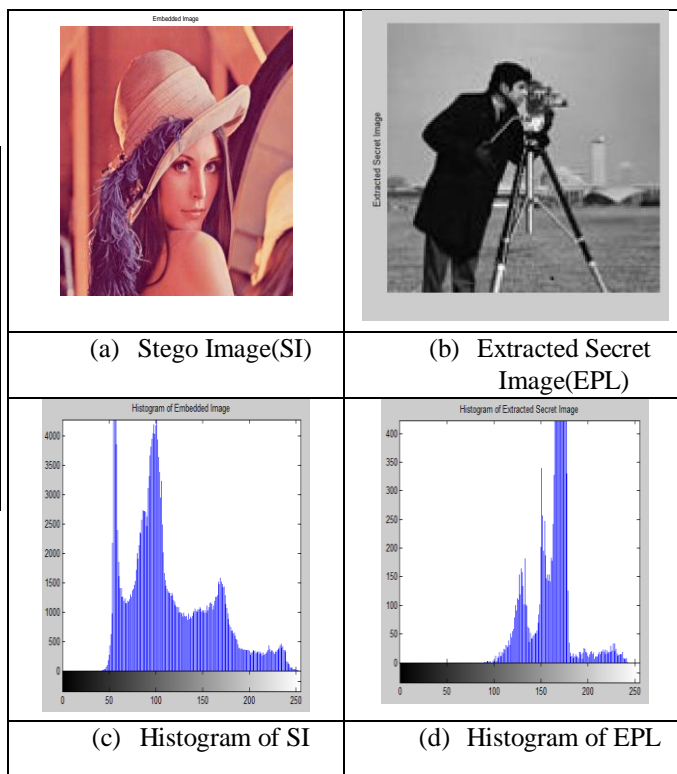 Embedded Image
Extracted Secret Image
(a) Stego Image(SI)
(b) Extracted Secret
Image(EPL)
Histogram of Embedded Image
4000
3500
3000
2500
2000
1500
1000
500
0
0 50 100 150 200 250
Histogram of Extracted Secret Image
400
350
300
250
200
150
100
50
0
0 50 100 150 200 250
(c) Histogram of SI
(d) Histogram of EPL